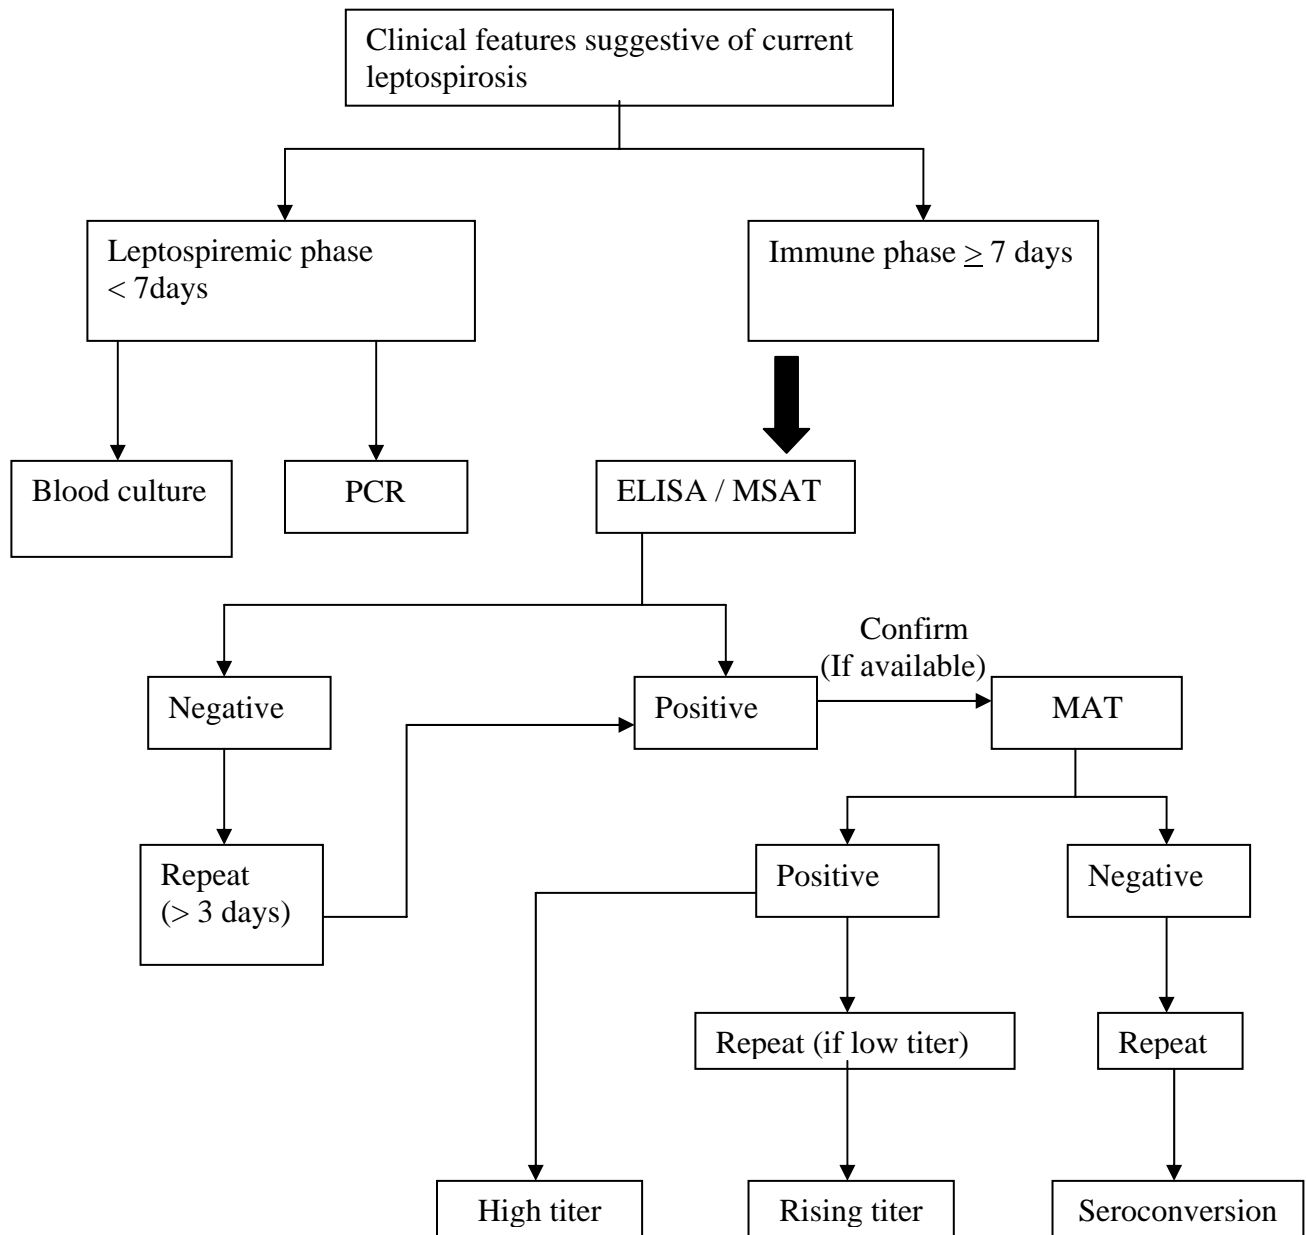 Clinical features suggestive of current
leptospirosis
Leptospiremic phase
< 7days
Immune phase ≥ 7 days
Blood culture
PCR
ELISA / MSAT
Confirm
(If available)
Negative
Positive
MAT
Repeat
(> 3 days)
Positive
Negative
Repeat (if low titer)
Repeat
High titer
Rising titer
Seroconversion